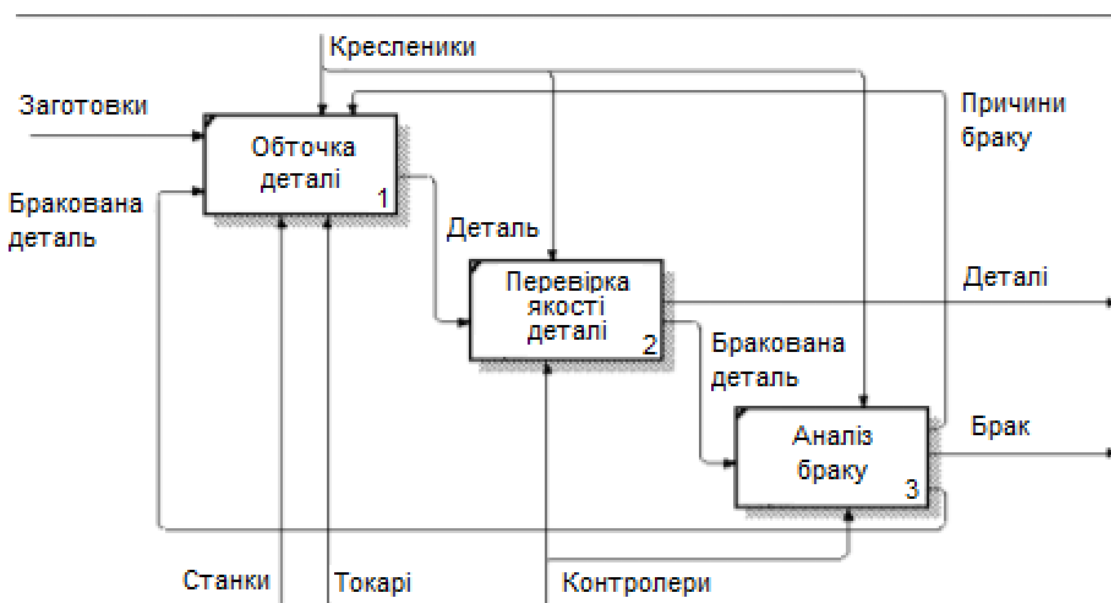 Кресленики
Заготовки
Причини
браку
Обточка
деталі
1
Бракована
деталь
Деталь
Перевірка
якості
деталі
2
Деталі
Бракована
деталь
Аналіз
браку
3
Брак
Станки
Токарі
Контролери